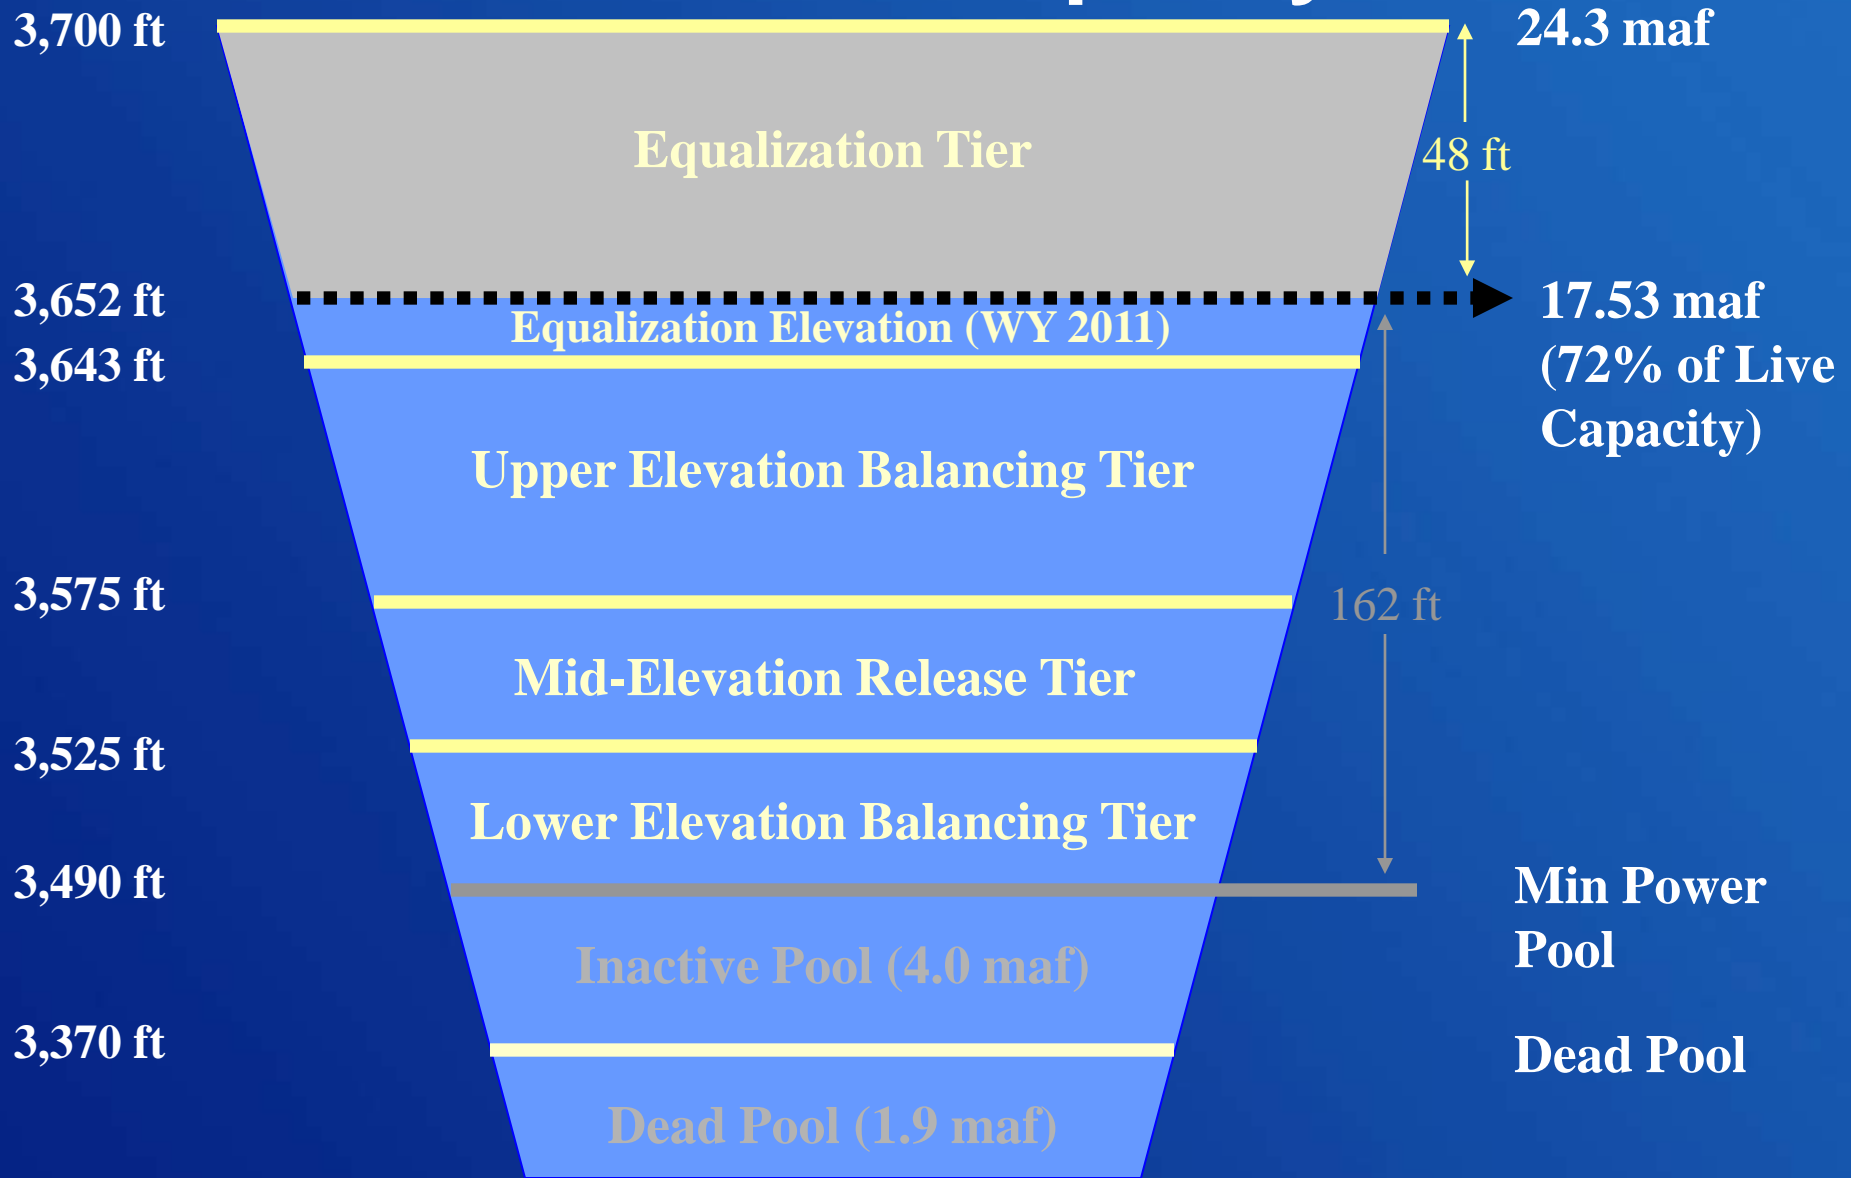 3,700 ft
24.3 maf
Equalization Tier
48 ft
3,652 ft
17.53 maf
(72% of Live
Capacity)
Equalization Elevation (WY 2011)
3,643 ft
Upper Elevation Balancing Tier
3,575 ft
162 ft
Mid-Elevation Release Tier
3,525 ft
Lower Elevation Balancing Tier
3,490 ft
Min Power
Pool
Inactive Pool (4.0 maf)
3,370 ft
Dead Pool
Dead Pool (1.9 maf)